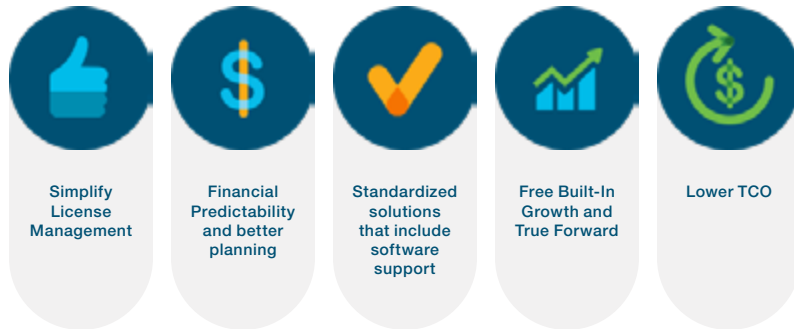 Simplify
License
Management
Financial
Predictability
and better
planning
Standardized
solutions
that include
software
support
Free Built-In
Growth and
True Forward
Lower TCO